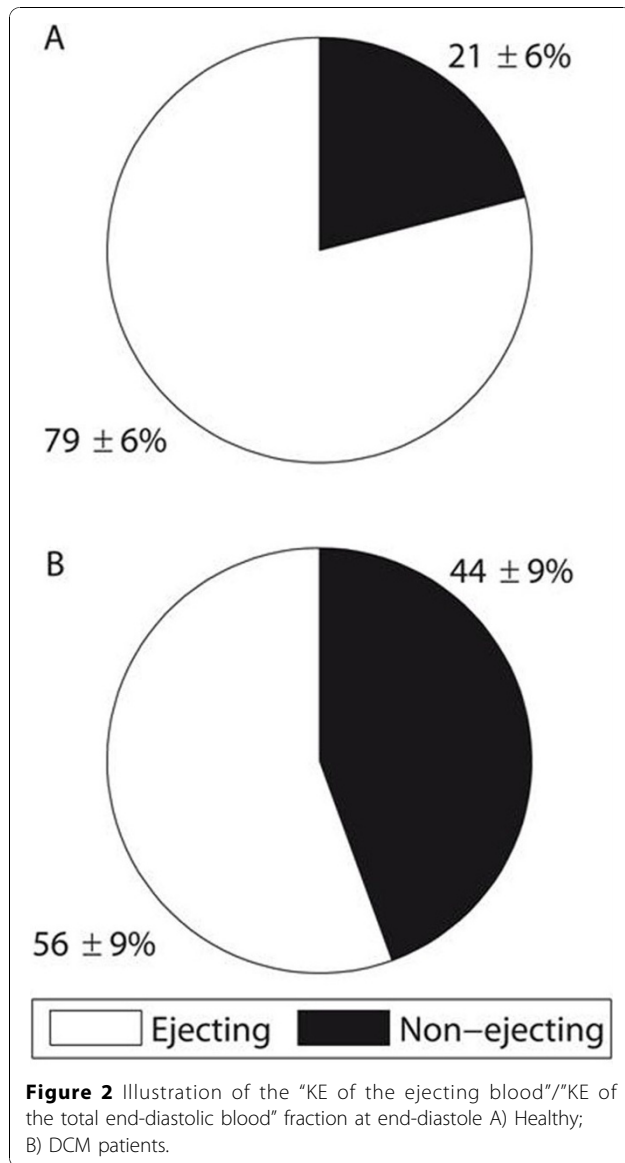 A
21 ±6%
79 ±6%
B
44 ±9%
56 ±9%
Ejecting Non−ejecting
Figure 2 Illustration of the “KE of the ejecting blood”/”KE of
the total end-diastolic blood” fraction at end-diastole A) Healthy;
B) DCM patients.